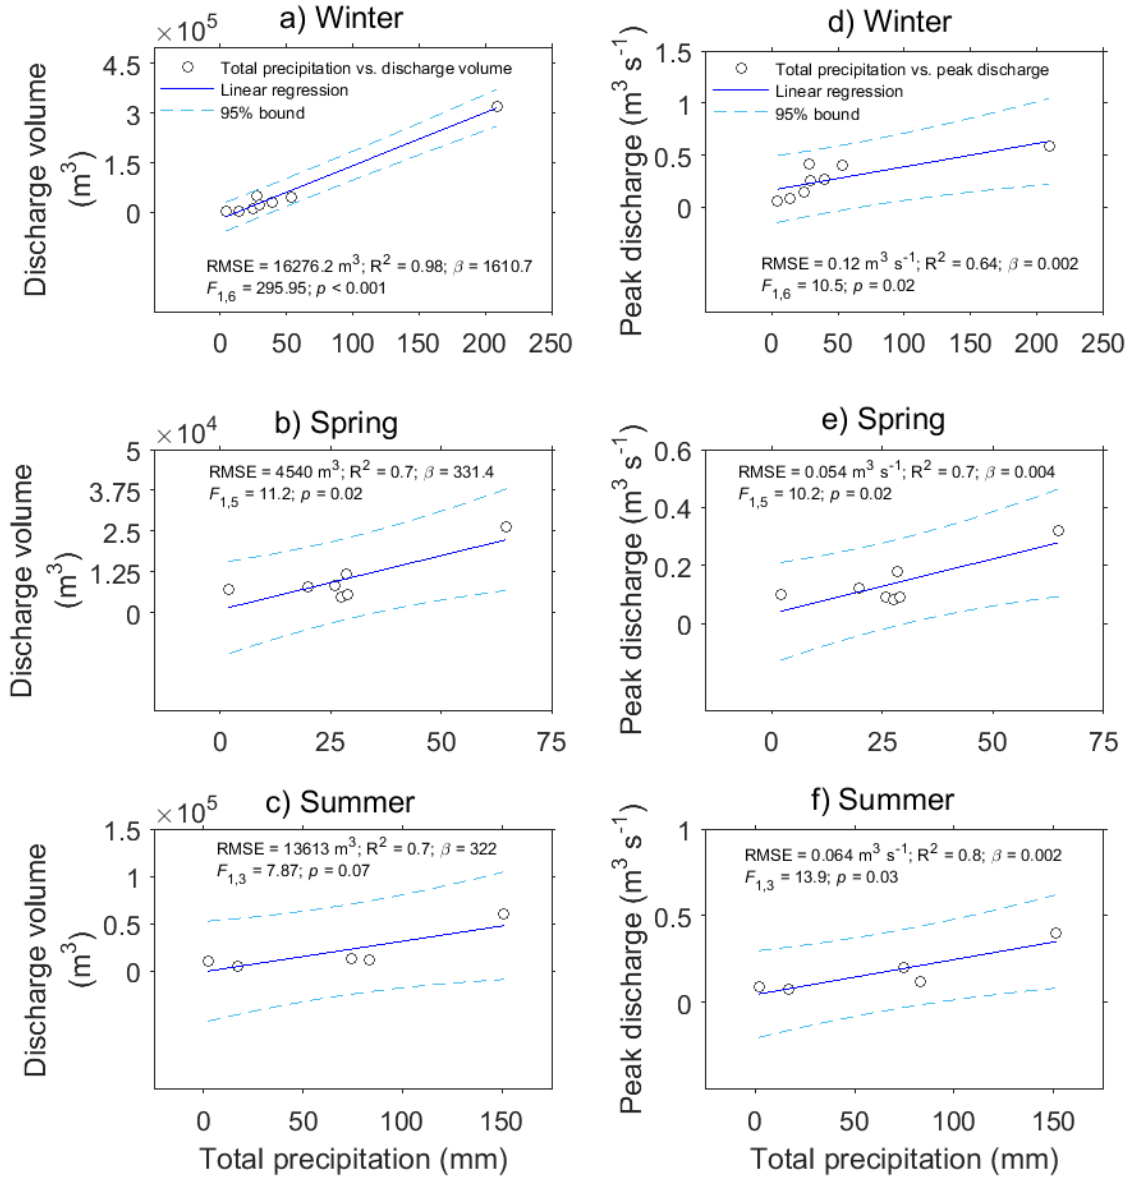 a) Winter
×10^5
4.5
3
1.5
0
Discharge volume
(m^3)
Total precipitation vs. discharge volume
Linear regression
95% bound
RMSE = 16276.2 m^3; R^2 = 0.98; β = 1610.7
F_1,6 = 295.95; p < 0.001
0 50 100 150 200 250
d) Winter
1.5
1
0.5
0
Peak discharge (m^3 s^-1)
Total precipitation vs. peak discharge
Linear regression
95% bound
RMSE = 0.12 m^3 s^-1; R^2 = 0.64; β = 0.002
F_1,6 = 10.5; p = 0.02
0 50 100 150 200 250
b) Spring
×10^4
5
3.75
2.5
1.25
0
Discharge volume
(m^3)
RMSE = 4540 m^3; R^2 = 0.7; β = 331.4
F_1,5 = 11.2; p = 0.02
0 25 50 75
e) Spring
0.6
0.4
0.2
0
Peak discharge (m^3 s^-1)
RMSE = 0.054 m^3 s^-1; R^2 = 0.7; β = 0.004
F_1,5 = 10.2; p = 0.02
0 25 50 75
c) Summer
×10^5
1.5
1
0.5
0
Discharge volume
(m^3)
RMSE = 13613 m^3; R^2 = 0.7; β = 322
F_1,3 = 7.87; p = 0.07
0 50 100 150
Total precipitation (mm)
f) Summer
1
0.5
0
Peak discharge (m^3 s^-1)
RMSE = 0.064 m^3 s^-1; R^2 = 0.8; β = 0.002
F_1,3 = 13.9; p = 0.03
0 50 100 150
Total precipitation (mm)